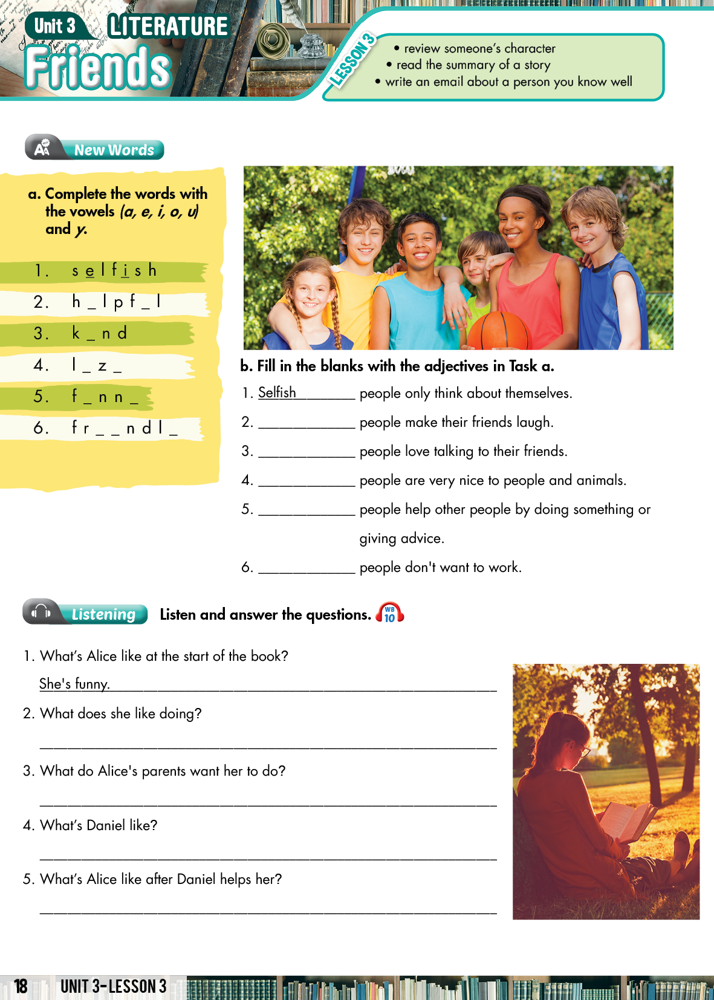 Unit 3 LITERATURE
Friends
LESSON 3
• review someone's character
• read the summary of a story
• write an email about a person you know well
New Words
a. Complete the words with
the vowels (a, e, i, o, u)
and y.
1. s e l f i s h
2. h _ l p f _ l
3. k _ n d
4. l _ z _
5. f _ n n _
6. f r _ _ n d l _
b. Fill in the blanks with the adjectives in Task a.
1. Selfish people only think about themselves.
2. ______________ people make their friends laugh.
3. ______________ people love talking to their friends.
4. ______________ people are very nice to people and animals.
5. ______________ people help other people by doing something or
giving advice.
6. ______________ people don't want to work.
Listening Listen and answer the questions. WB 10
1. What's Alice like at the start of the book?
She's funny.
2. What does she like doing?
3. What do Alice's parents want her to do?
4. What's Daniel like?
5. What's Alice like after Daniel helps her?
18 UNIT 3-LESSON 3